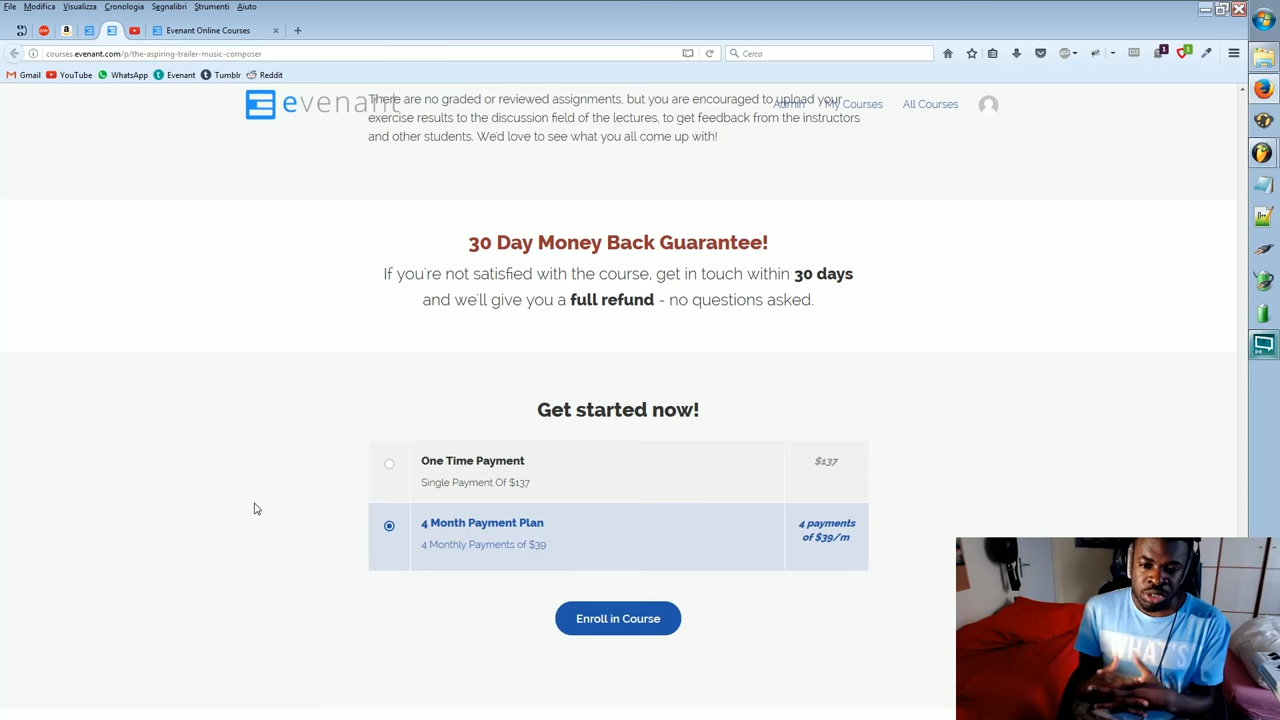 File Modifica Visualizza Cronologia Segnalibri Strumenti Aiuto
Evenant Online Courses
courses.evenant.com/p/the-aspiring-trailer-music-composer
Cerca
Gmail YouTube WhatsApp Evenant Tumblr Reddit
evenant
Admin My Courses All Courses
There are no graded or reviewed assignments, but you are encouraged to upload your
exercise results to the discussion field of the lectures, to get feedback from the instructors
and other students. We'd love to see what you all come up with!
30 Day Money Back Guarantee!
If you're not satisfied with the course, get in touch within 30 days
and we'll give you a full refund - no questions asked.
Get started now!
One Time Payment
$137
Single Payment Of $137
4 Month Payment Plan
4 payments
of $39/m
4 Monthly Payments of $39
Enroll in Course
WHAT'S